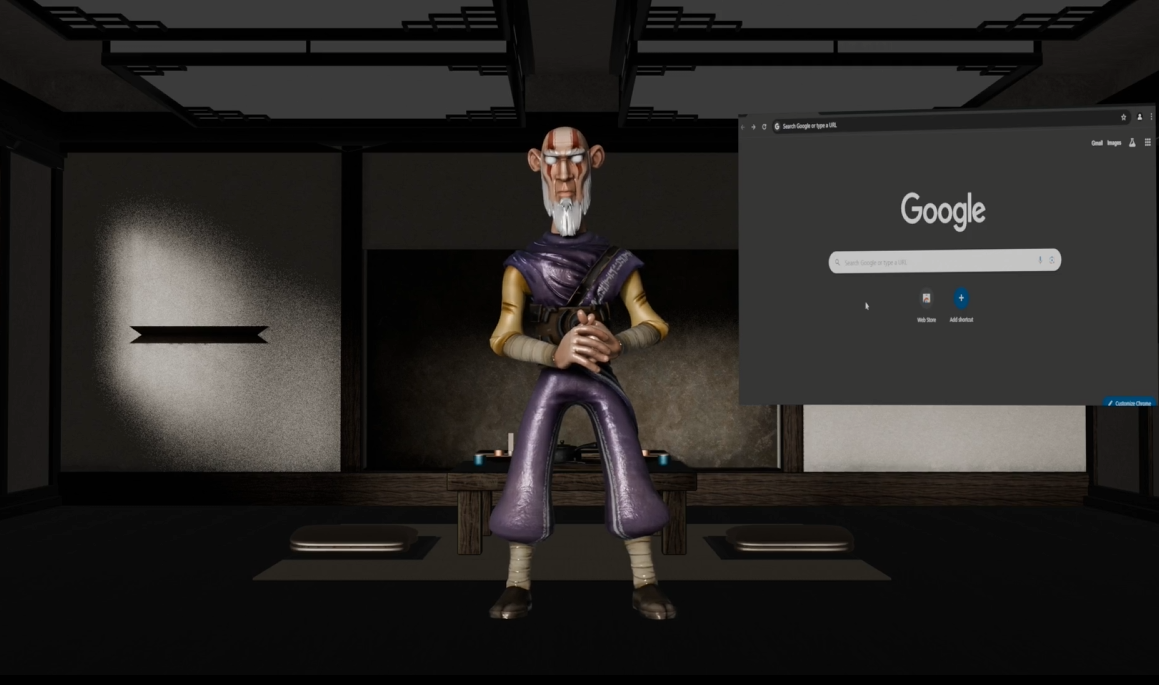 Search Google or type a URL
Gmail Images
Google
Search Google or type a URL
Web Store Add shortcut
Customize Chrome